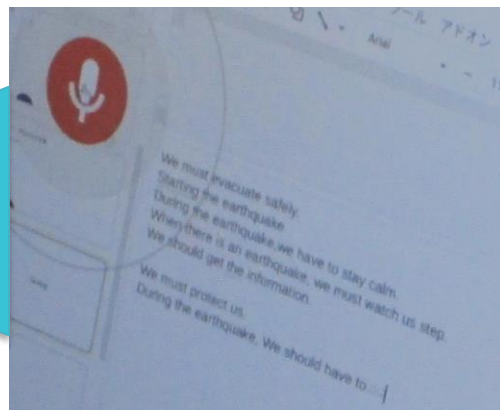 ール アドオン
Arial
We must evacuate safely.
Starting the earthquake
During the earthquake,we have to stay calm.
When there is an earthquake, we must watch us step.
We should get the information.
We must protect us.
During the earthquake, We should have to